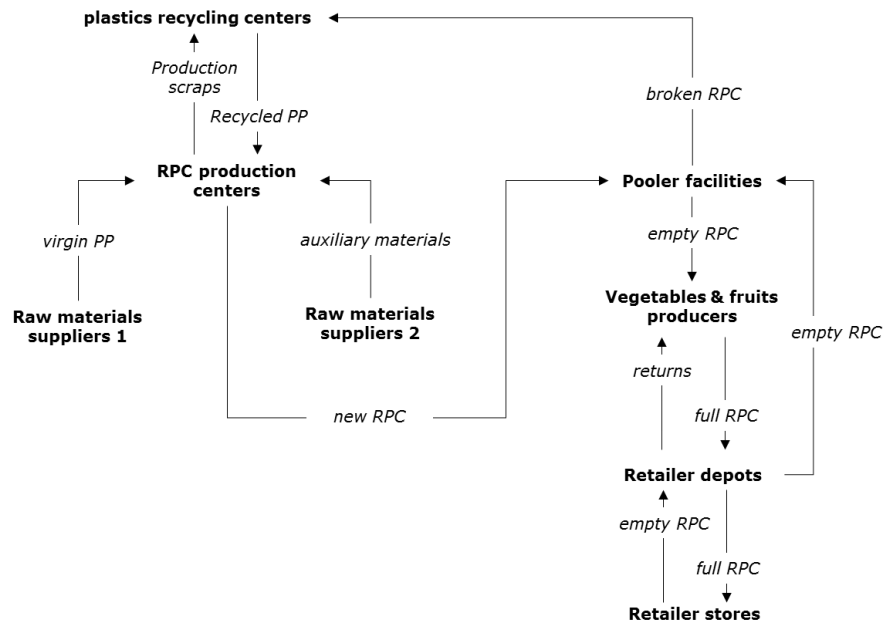 plastics recycling centers
Production
scraps
Recycled PP
broken RPC
RPC production
centers
Pooler facilities
virgin PP
auxiliary materials
empty RPC
Raw materials
suppliers 1
Raw materials
suppliers 2
Vegetables & fruits
producers
empty RPC
returns
new RPC
full RPC
Retailer depots
empty RPC
full RPC
Retailer stores